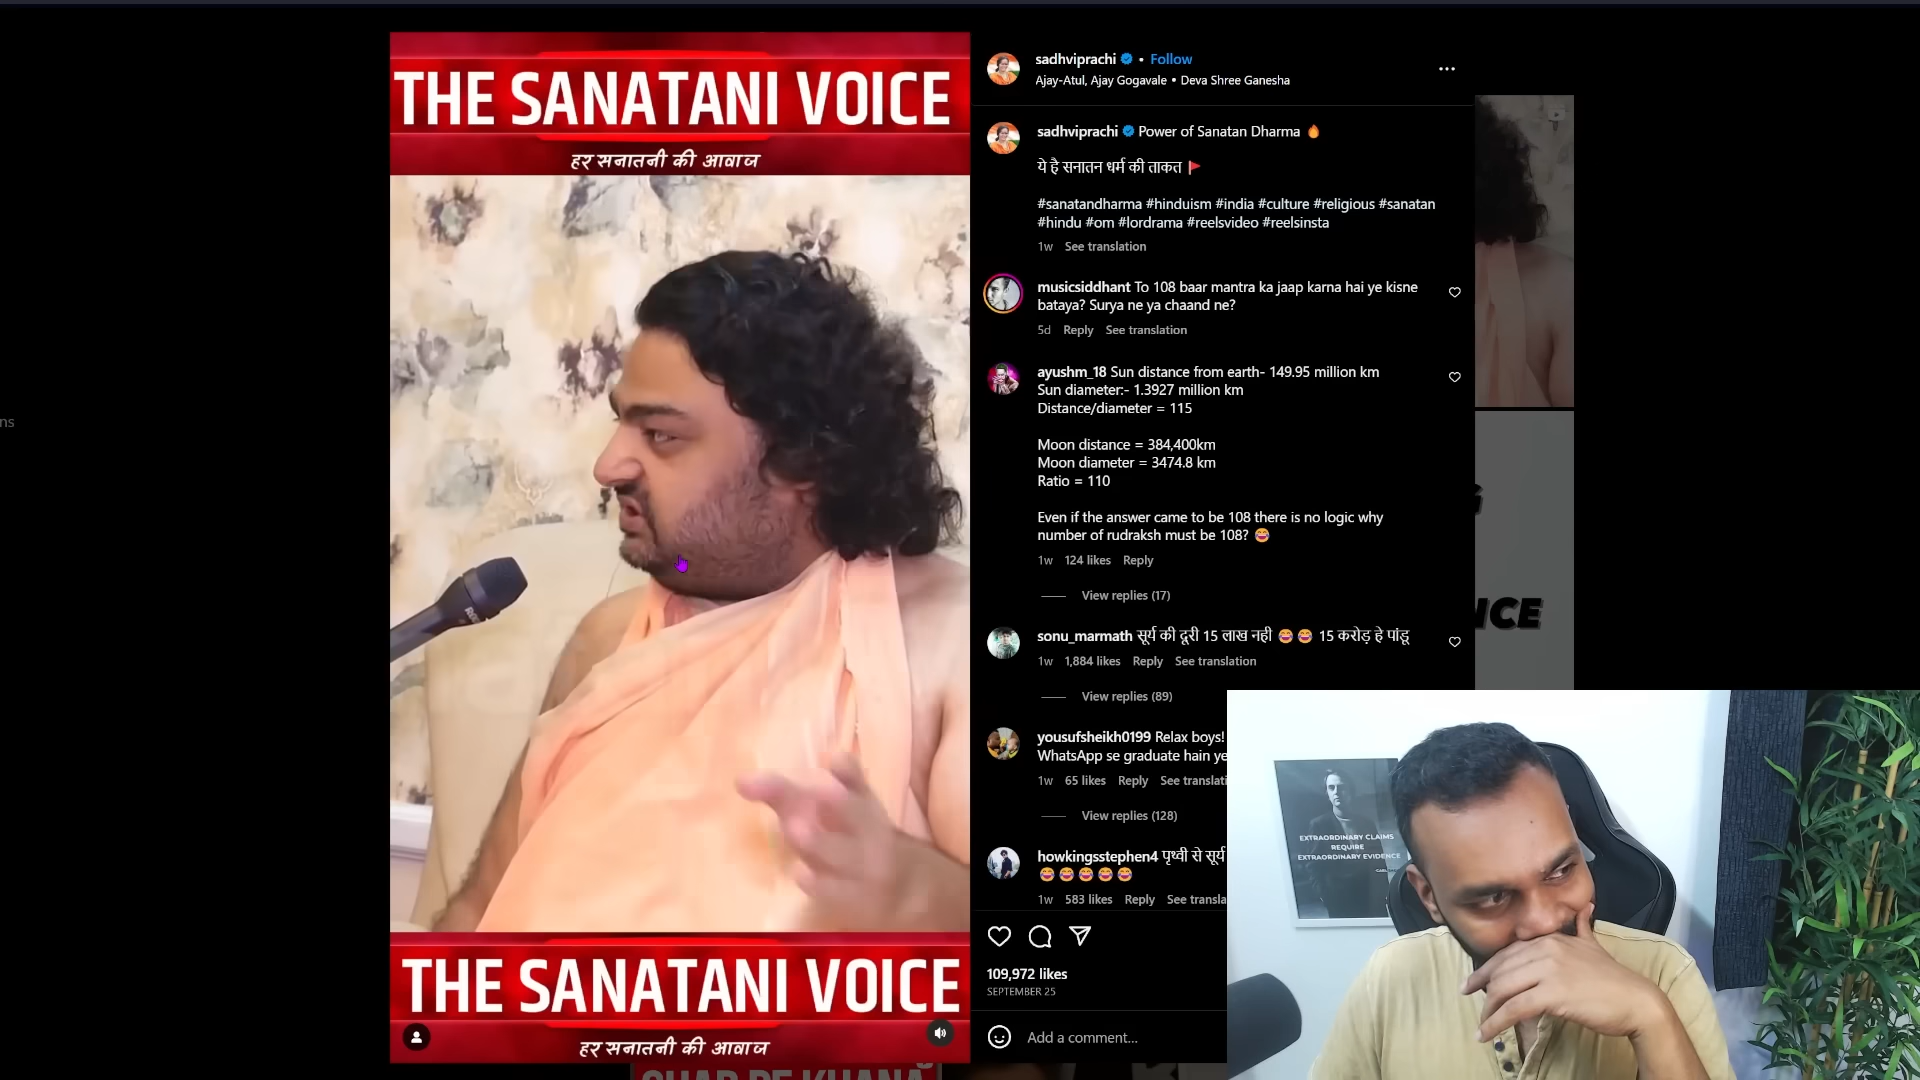 THE SANATANI VOICE
हर सनातनी की आवाज
sadhviprachi • Follow
Ajay-Atul, Ajay Gogavale • Deva Shree Ganesha
sadhviprachi Power of Sanatan Dharma 🔥
ये है सनातन धर्म की ताकत 🚩
#sanatandharma #hinduism #india #culture #religious #sanatan
#hindu #om #lordrama #reelsvideo #reelsinsta
1w See translation
musicsiddhant To 108 baar mantra ka jaap karna hai ye kisne
bataya? Surya ne ya chaand ne?
5d Reply See translation
ayushm_18 Sun distance from earth- 149.95 million km
Sun diameter:- 1.3927 million km
Distance/diameter = 115
Moon distance = 384,400km
Moon diameter = 3474.8 km
Ratio = 110
Even if the answer came to be 108 there is no logic why
number of rudraksh must be 108? 😂
1w 124 likes Reply
View replies (17)
sonu_marmath सूर्य की दूरी 15 लाख नही 😂 😂 15 करोड़ हे पांडू
1w 1,884 likes Reply See translation
View replies (89)
yousufsheikh0199 Relax boys!
WhatsApp se graduate hain ye
1w 65 likes Reply See translati
View replies (128)
howkingsstephen4 पृथ्वी से सूर्य
😂😂😂😂😂
1w 583 likes Reply See transla
109,972 likes
SEPTEMBER 25
Add a comment...
THE SANATANI VOICE
हर सनातनी की आवाज
ns
ICE
EXTRAORDINARY CLAIMS
REQUIRE
EXTRAORDINARY EVIDENCE